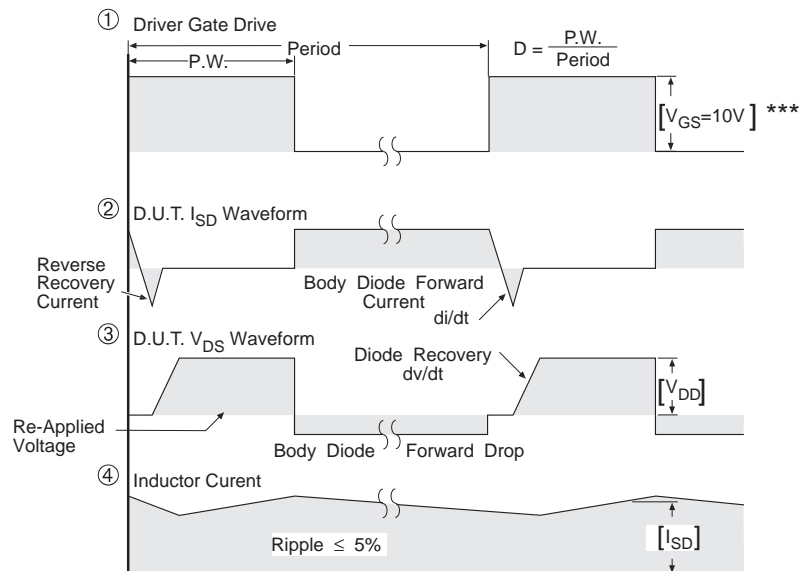 ① Driver Gate Drive
Period
P.W.
D = P.W. / Period
[VGS=10V] ***
② D.U.T. ISD Waveform
Reverse
Recovery
Current
Body Diode Forward
Current
di/dt
③ D.U.T. VDS Waveform
Diode Recovery
dv/dt
[VDD]
Re-Applied
Voltage
Body Diode Forward Drop
④ Inductor Curent
Ripple ≤ 5%
[ISD]